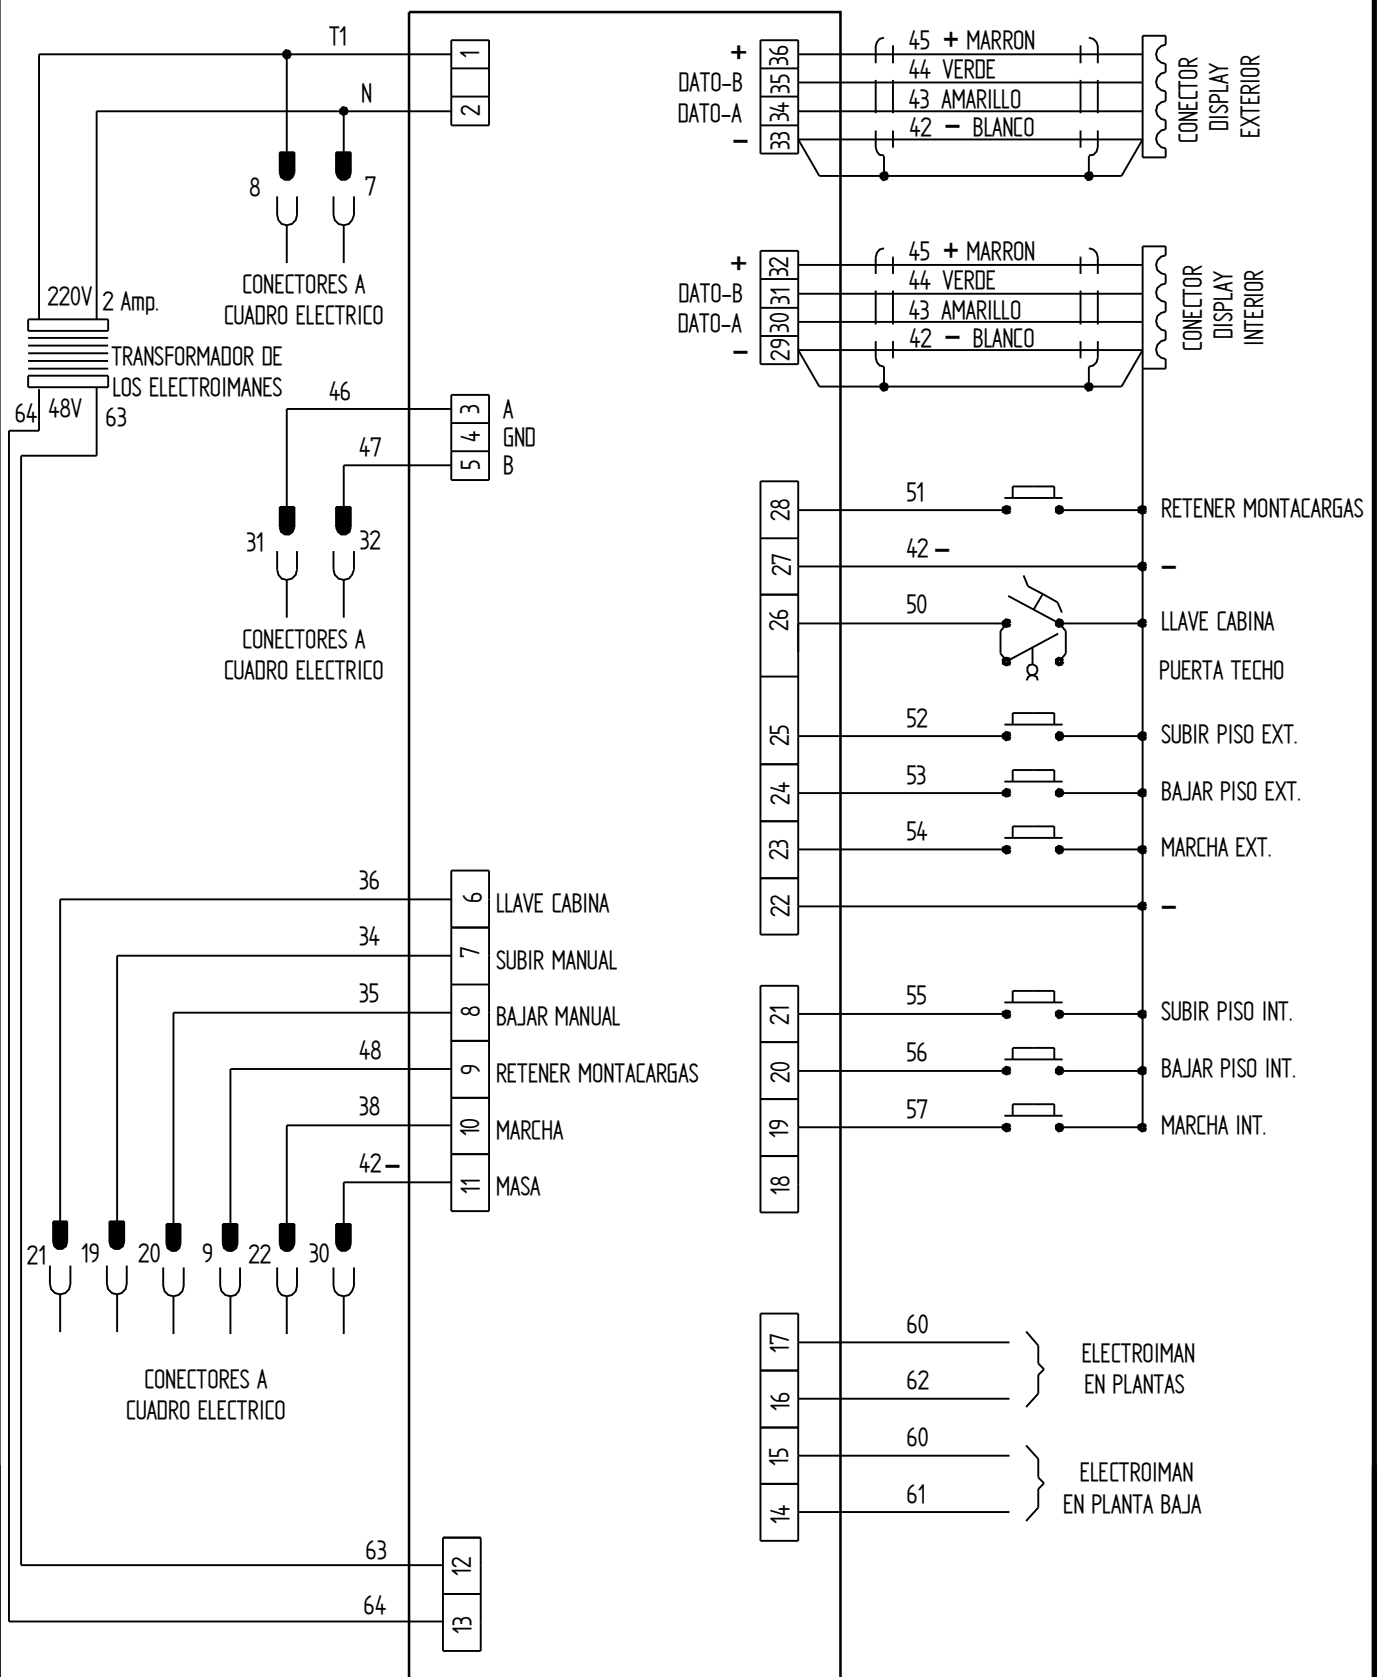 T1
1
N
2
8
7
CONECTORES A
CUADRO ELECTRICO
220V
2 Amp.
TRANSFORMADOR DE
LOS ELECTROIMANES
64
48V
63
46
3
A
4
GND
47
5
B
31
32
CONECTORES A
CUADRO ELECTRICO
36
6
LLAVE CABINA
34
7
SUBIR MANUAL
35
8
BAJAR MANUAL
48
9
RETENER MONTACARGAS
38
10
MARCHA
42 -
11
MASA
21
19
20
9
22
30
CONECTORES A
CUADRO ELECTRICO
63
12
64
13
+
36
45 + MARRON
DATO-B
35
44 VERDE
DATO-A
34
43 AMARILLO
-
33
42 - BLANCO
CONECTOR
DISPLAY
EXTERIOR
+
32
45 + MARRON
DATO-B
31
44 VERDE
DATO-A
30
43 AMARILLO
-
29
42 - BLANCO
CONECTOR
DISPLAY
INTERIOR
28
51
RETENER MONTACARGAS
27
42 -
-
26
50
LLAVE CABINA
PUERTA TECHO
25
52
SUBIR PISO EXT.
24
53
BAJAR PISO EXT.
23
54
MARCHA EXT.
22
-
21
55
SUBIR PISO INT.
20
56
BAJAR PISO INT.
19
57
MARCHA INT.
18
17
60
16
62
ELECTROIMAN
EN PLANTAS
15
60
14
61
ELECTROIMAN
EN PLANTA BAJA